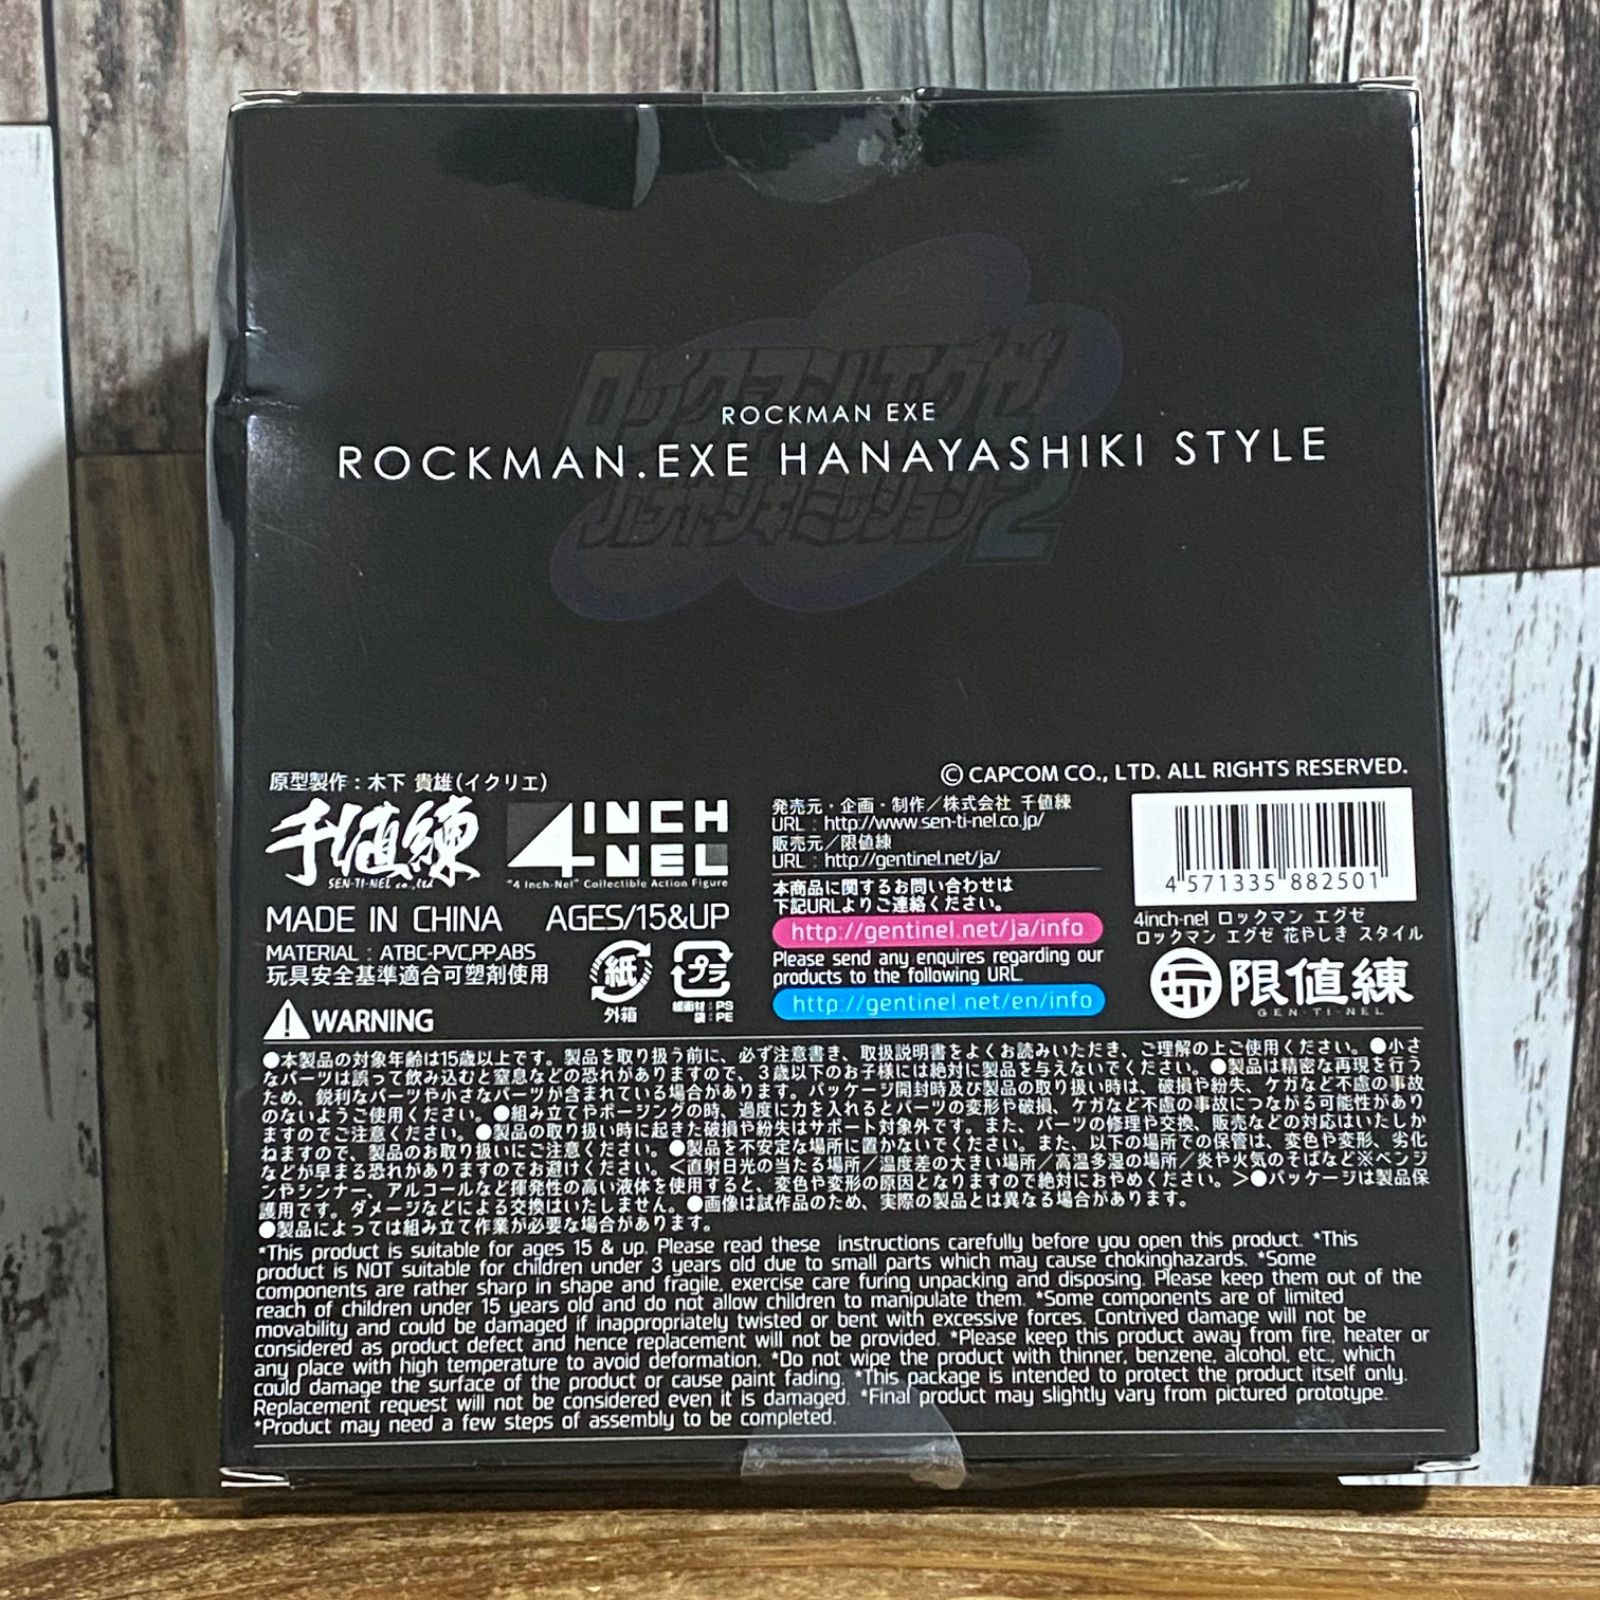 ロックマンエグゼ
ROCKMAN EXE
ROCKMAN.EXE HANAYASHIKI STYLE
ハナヤシキミッション2
原型製作：木下 貴雄(イクリエ)
千値練
SEN-TI-NEL co.,ltd
4INCH-NEL
"4 Inch-Nel" Collectible Action Figure
MADE IN CHINA AGES/15&UP
MATERIAL : ATBC-PVC,PP,ABS
玩具安全基準適合可塑剤使用
紙
外箱
プラ
PS
袋 PE
発売元・企画・制作／株式会社 千値練
URL : http://www.sen-ti-nel.co.jp/
販売元／限値練
URL : http://gentinel.net/ja/
本商品に関するお問い合わせは
下記URLよりご連絡ください。
http://gentinel.net/ja/info
Please send any enquires regarding our
products to the following URL.
http://gentinel.net/en/info
© CAPCOM CO., LTD. ALL RIGHTS RESERVED.
4 571335 882501
4inch-nel ロックマン エグゼ
ロックマン エグゼ 花やしき スタイル
限値練
GEN-TI-NEL
WARNING
●本製品の対象年齢は15歳以上です。製品を取り扱う前に、必ず注意書き、取扱説明書をよくお読みいただき、ご理解の上ご使用ください。●小さ
なパーツは誤って飲み込むと窒息などの恐れがありますので、3歳以下のお子様には絶対に製品を与えないでください。●製品は精密な再現を行う
ため、鋭利なパーツや小さなパーツが含まれている場合があります。パッケージ開封時及び製品の取り扱い時は、破損や紛失、ケガなど不慮の事故
のないようご使用ください。●組み立てやポージングの時、過度に力を入れるとパーツの変形や破損、ケガなど不慮の事故につながる可能性があり
ますのでご注意ください。●製品の取り扱い時に起きた破損や紛失はサポート対象外です。また、パーツの修理や交換、販売などの対応はいたしか
ねますので、製品のお取り扱いにご注意ください。●製品を不安定な場所に置かないでください。また、以下の場所での保管は、変色や変形、劣化
などが早まる恐れがありますのでお避けください。＜直射日光の当たる場所／温度差の大きい場所／高温多湿の場所／炎や火気のそばなど※ベンジ
ンやシンナー、アルコールなど揮発性の高い液体を使用すると、変色や変形の原因となりますので絶対におやめください。＞●パッケージは製品保
護用です。ダメージなどによる交換はいたしません。●画像は試作品のため、実際の製品とは異なる場合があります。
●製品によっては組み立て作業が必要な場合があります。
*This product is suitable for ages 15 & up. Please read these instructions carefully before you open this product. *This
product is NOT suitable for children under 3 years old due to small parts which may cause chokinghazards. *Some
components are rather sharp in shape and fragile, exercise care furing unpacking and disposing. Please keep them out of the
reach of children under 15 years old and do not allow children to manipulate them. *Some components are of limited
movability and could be damaged if inappropriately twisted or bent with excessive forces. Contrived damage will not be
considered as product defect and hence replacement will not be provided. *Please keep this product away from fire, heater or
any place with high temperature to avoid deformation. *Do not wipe the product with thinner, benzene, alcohol, etc., which
could damage the surface of the product or cause paint fading. *This package is intended to protect the product itself only.
Replacement request will not be considered even it is damaged. *Final product may slightly vary from pictured prototype.
*Product may need a few steps of assembly to be completed.